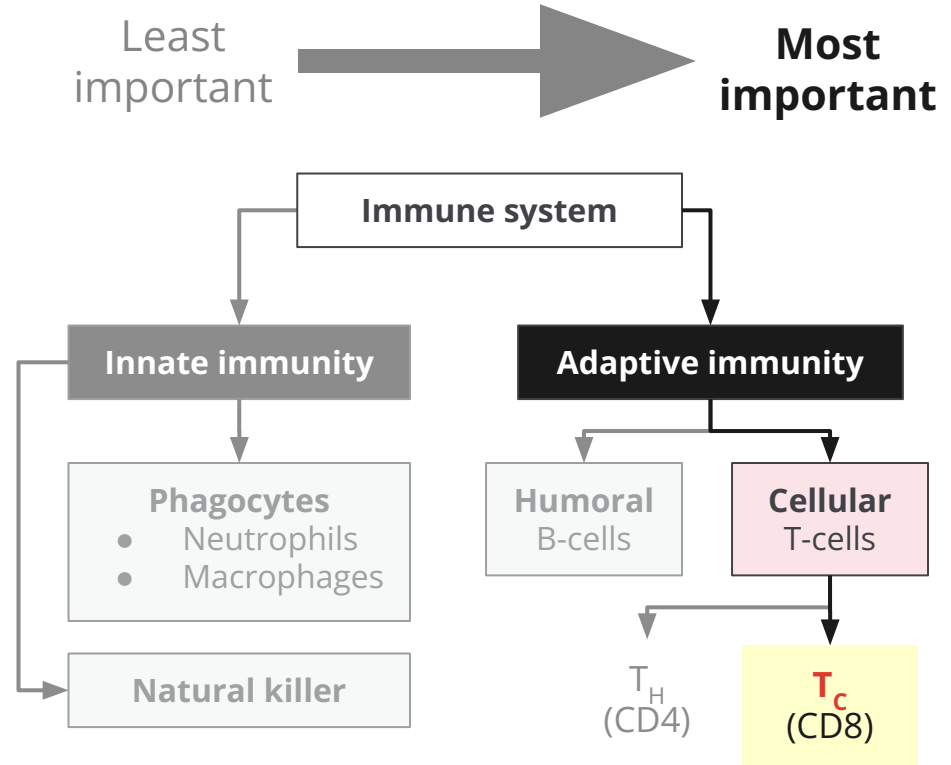 Least
important
Most
important
Immune system
Innate immunity
Adaptive immunity
Phagocytes
● Neutrophils
● Macrophages
Humoral
B-cells
Cellular
T-cells
Natural killer
TH
(CD4)
TC
(CD8)